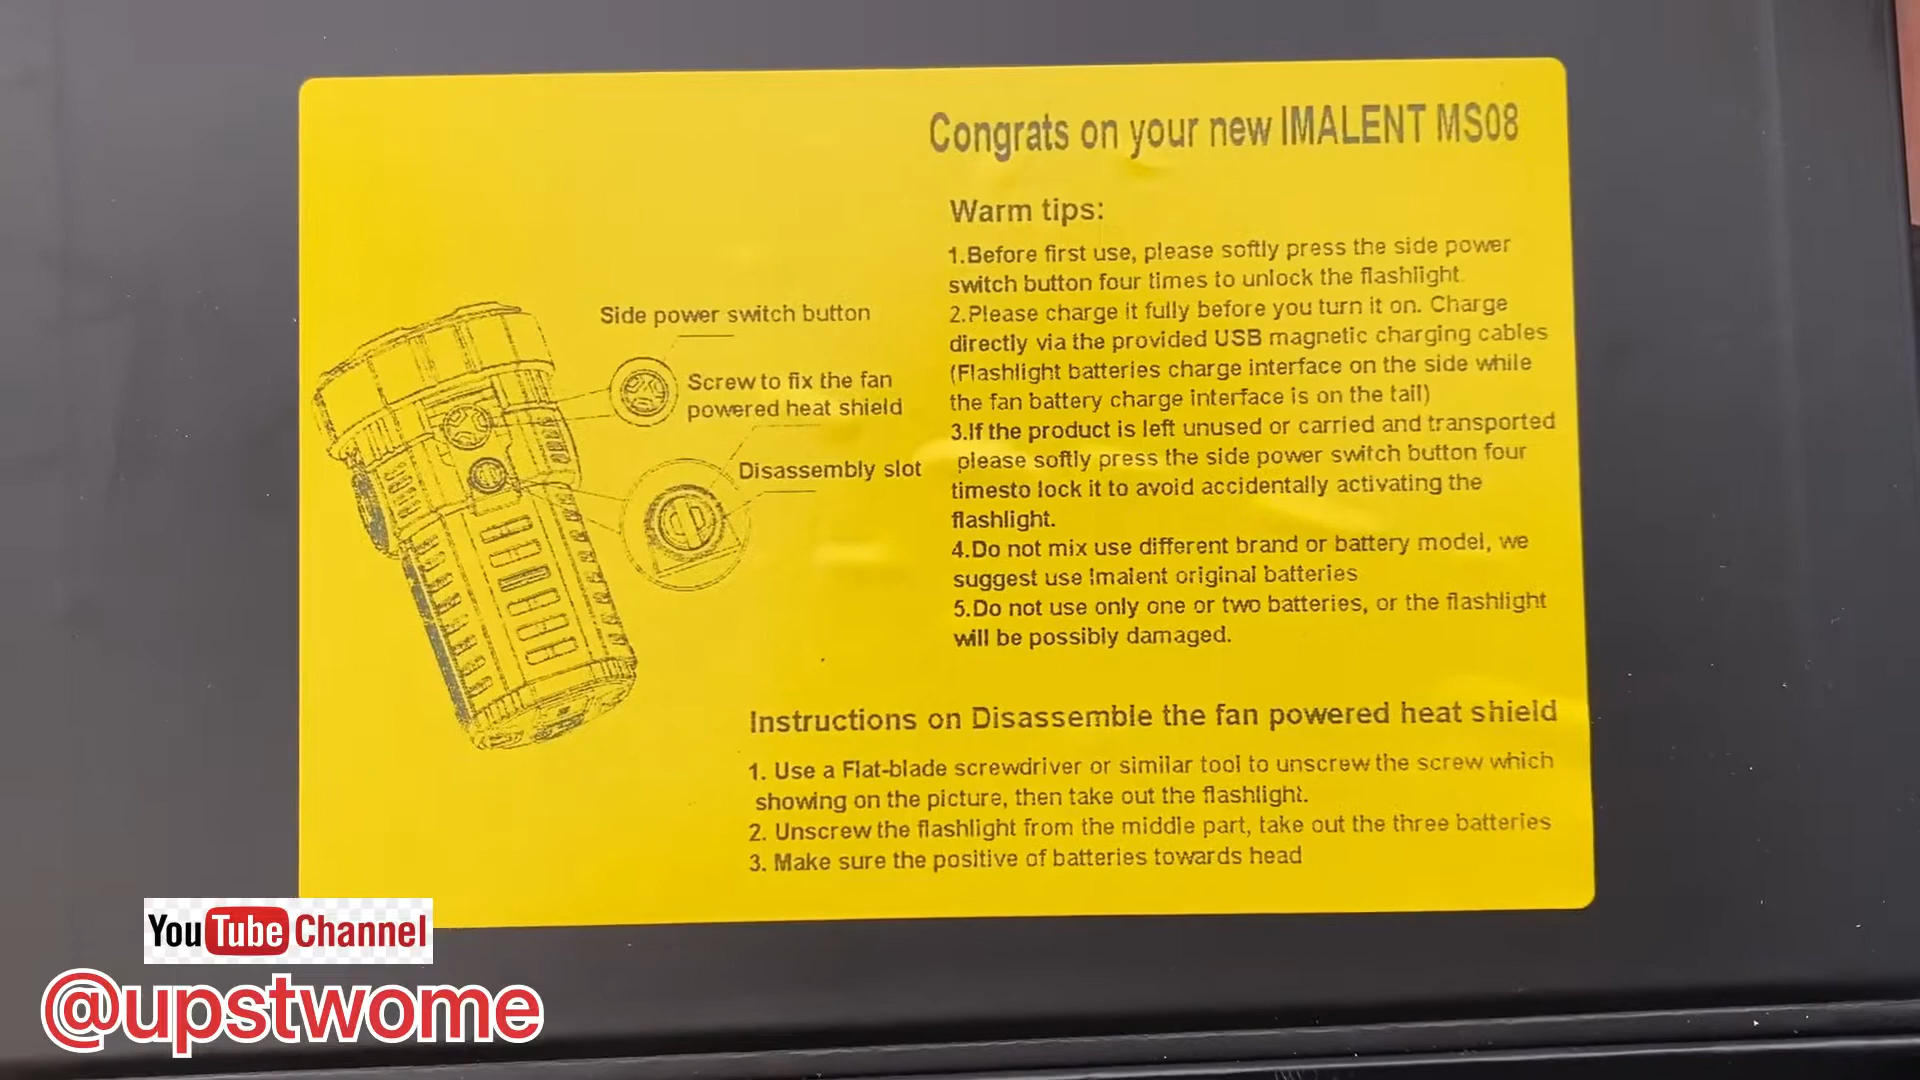 Congrats on your new IMALENT MS08
Warm tips:
1.Before first use, please softly press the side power
switch button four times to unlock the flashlight.
2.Please charge it fully before you turn it on. Charge
directly via the provided USB magnetic charging cables
(Flashlight batteries charge interface on the side while
the fan battery charge interface is on the tail)
3.If the product is left unused or carried and transported
please softly press the side power switch button four
timesto lock it to avoid accidentally activating the
flashlight.
4.Do not mix use different brand or battery model, we
suggest use Imalent original batteries
5.Do not use only one or two batteries, or the flashlight
will be possibly damaged.
Side power switch button
Screw to fix the fan
powered heat shield
Disassembly slot
Instructions on Disassemble the fan powered heat shield
1. Use a Flat-blade screwdriver or similar tool to unscrew the screw which
showing on the picture, then take out the flashlight.
2. Unscrew the flashlight from the middle part, take out the three batteries
3. Make sure the positive of batteries towards head
YouTube Channel
@upstwome